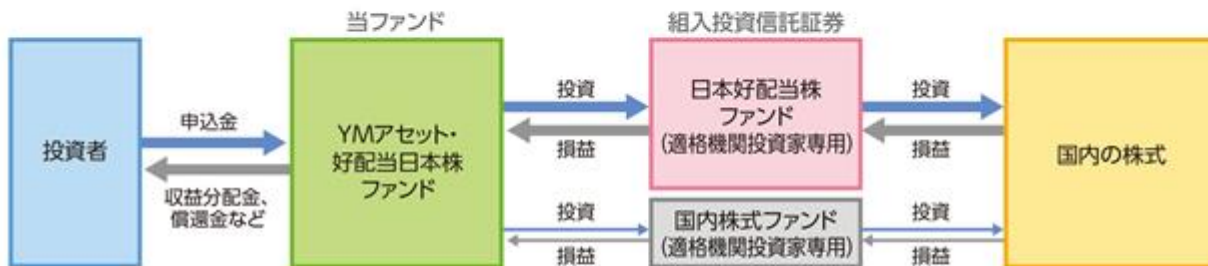 当ファンド
組入投資信託証券
投資者
申込金
収益分配金、
償還金など
YMアセット・
好配当日本株
ファンド
投資
損益
日本好配当株
ファンド
(適格機関投資家専用)
投資
損益
国内の株式
投資
損益
国内株式ファンド
(適格機関投資家専用)
投資
損益